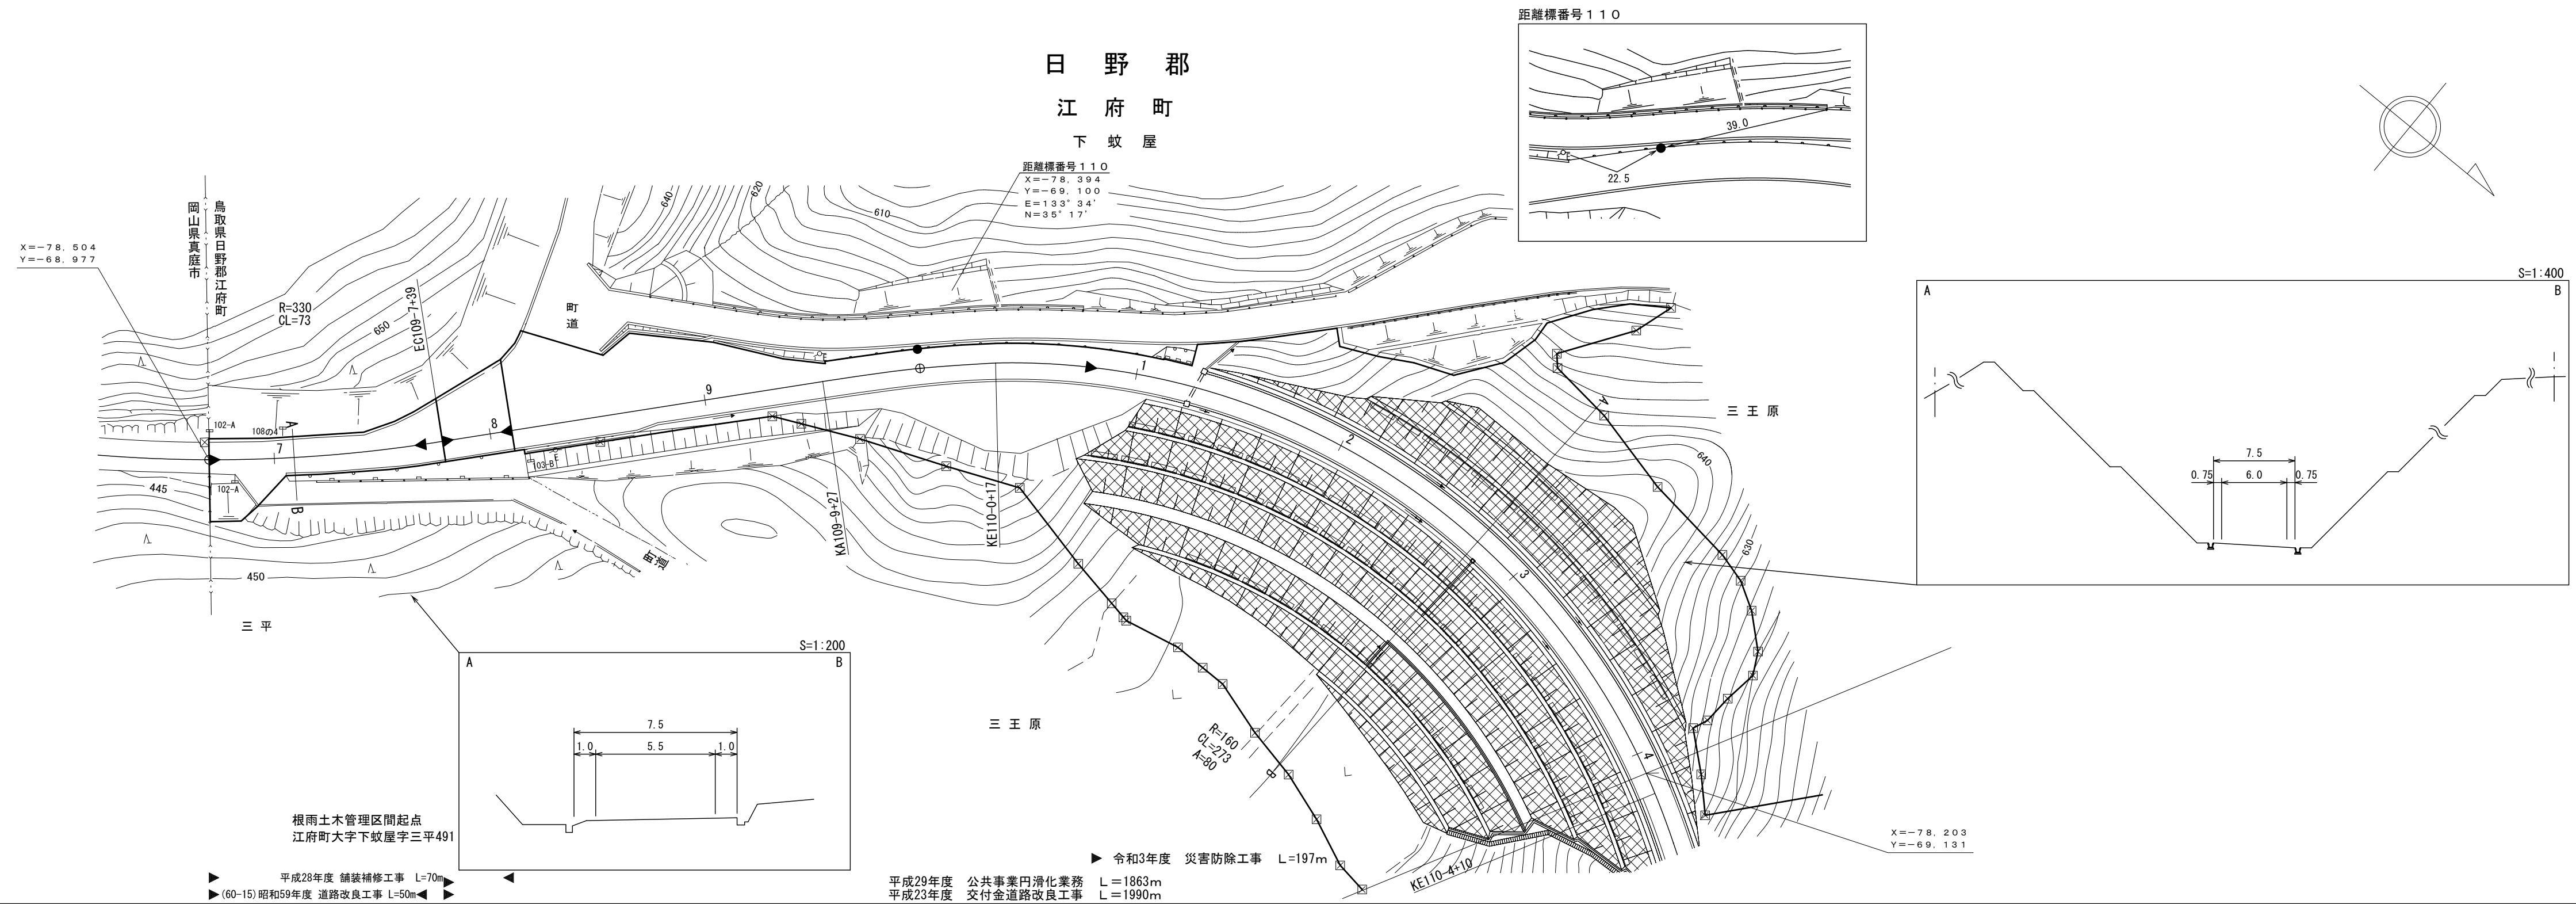 距離標番号１１０
39.0
22.5
日野郡
江府町
下蚊屋
距離標番号１１０
Ｘ＝－７８，３９４
Ｙ＝－６９，１００
Ｅ＝１３３°３４′
Ｎ＝３５°１７′
Ｘ＝－７８，５０４
Ｙ＝－６８，９７７
岡山県真庭市
鳥取県日野郡江府町
R=330
CL=73
650
EC109-7+39
町道
640
620
610
102-A
108の4
A
7
8
9
1
2
3
4
102-A
B
103-B
E
445
450
町道
三平
KA109-9+27
KE110-0+17
三王原
640
630
A
三王原
R=160
CL=273
A=80
B
KE110-4+10
Ｘ＝－７８，２０３
Ｙ＝－６９，１３１
S=1:400
A
B
7.5
0.75
6.0
0.75
S=1:200
A
B
7.5
1.0
5.5
1.0
根雨土木管理区間起点
江府町大字下蚊屋字三平491
平成28年度 舗装補修工事 L=70m
(60-15)昭和59年度 道路改良工事 L=50m
令和3年度 災害防除工事 Ｌ=197ｍ
平成29年度 公共事業円滑化業務 Ｌ＝1863ｍ
平成23年度 交付金道路改良工事 Ｌ＝1990ｍ